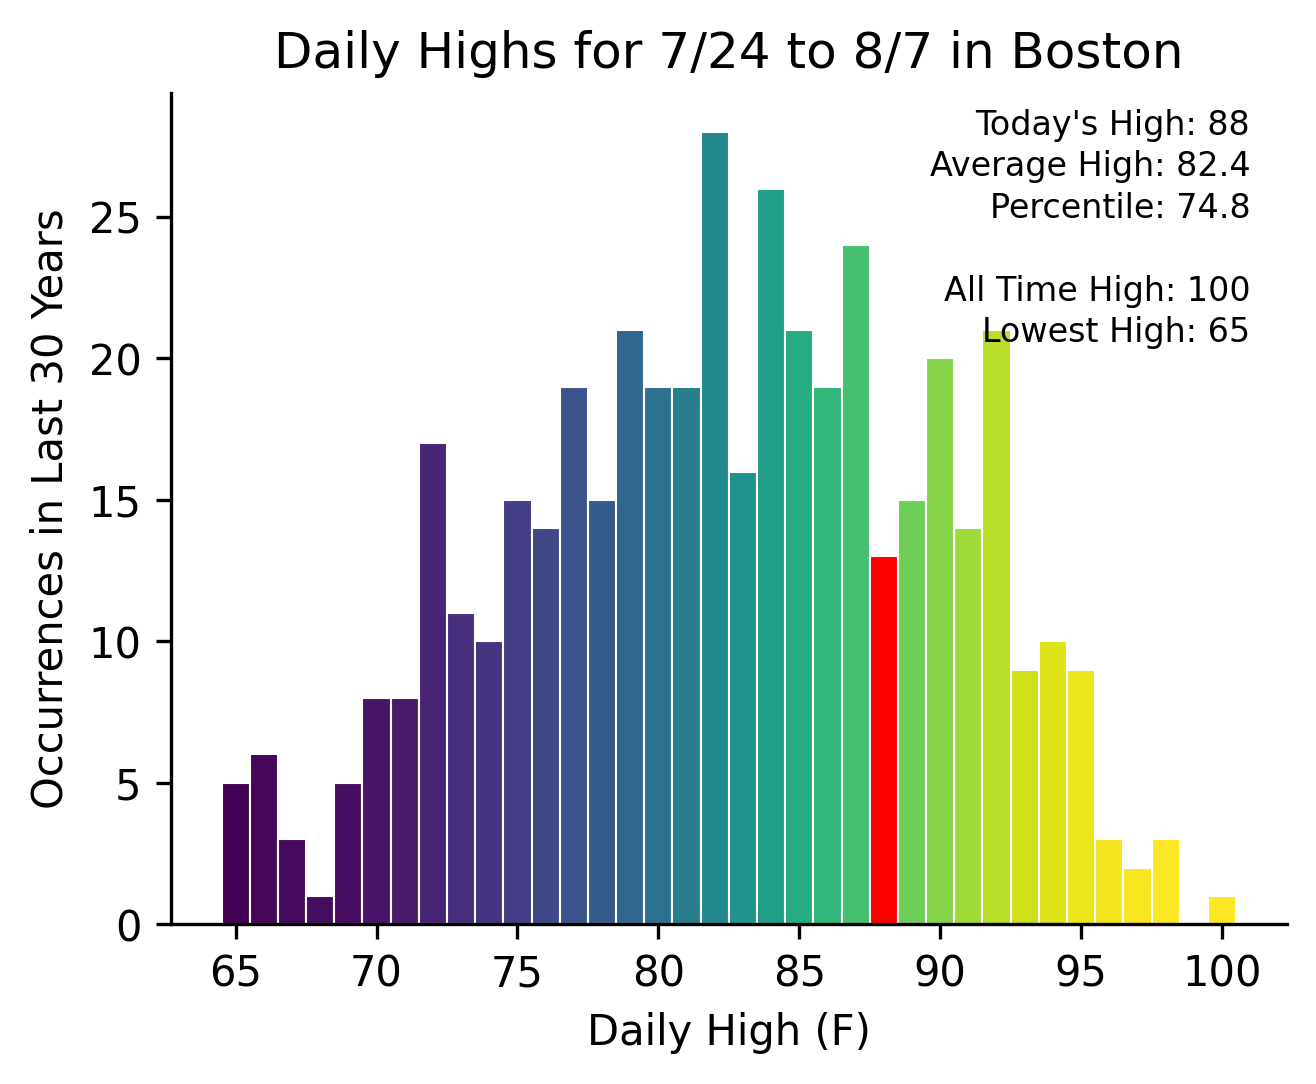 Daily Highs for 7/24 to 8/7 in Boston
Today's High: 88
Average High: 82.4
Percentile: 74.8
All Time High: 100
Lowest High: 65
Occurrences in Last 30 Years
25
20
15
10
5
0
65 70 75 80 85 90 95 100
Daily High (F)